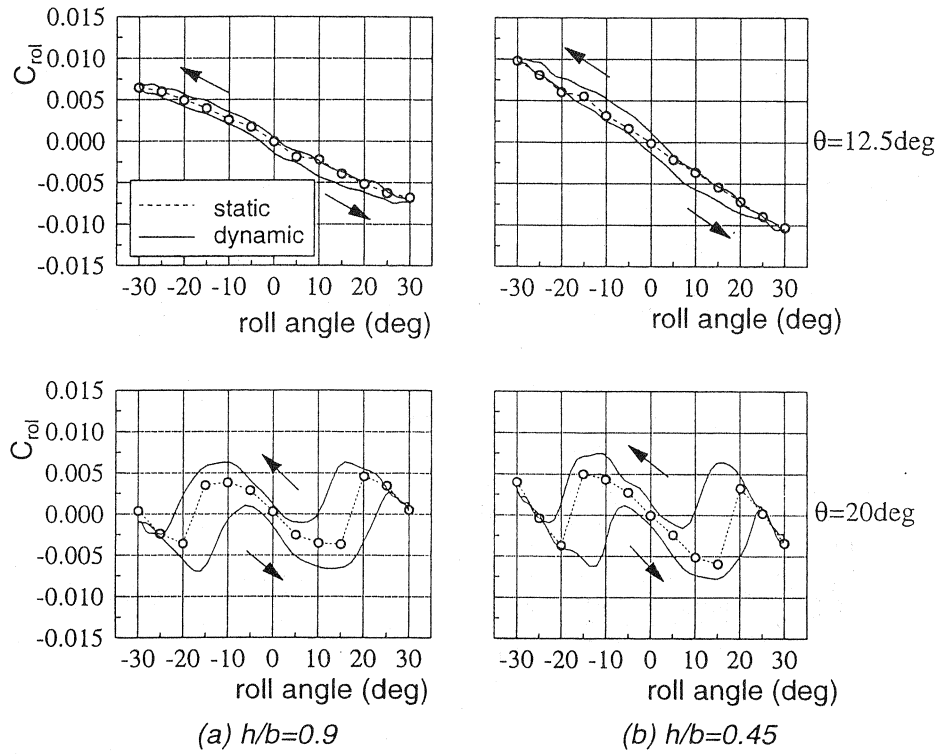 0.015
0.010
0.005
0.000
-0.005
-0.010
-0.015
C_rol
static
dynamic
-30 -20 -10 0 10 20 30
roll angle (deg)
-30 -20 -10 0 10 20 30
roll angle (deg)
θ=12.5deg
0.015
0.010
0.005
0.000
-0.005
-0.010
-0.015
C_rol
-30 -20 -10 0 10 20 30
roll angle (deg)
-30 -20 -10 0 10 20 30
roll angle (deg)
θ=20deg
(a) h/b=0.9
(b) h/b=0.45